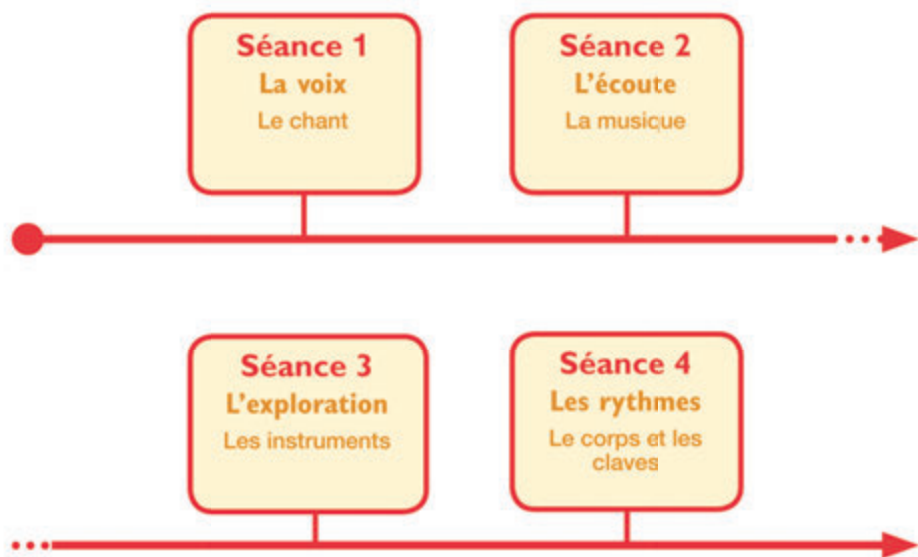 Séance 1
La voix
Le chant
Séance 2
L'écoute
La musique
Séance 3
L'exploration
Les instruments
Séance 4
Les rythmes
Le corps et les
claves